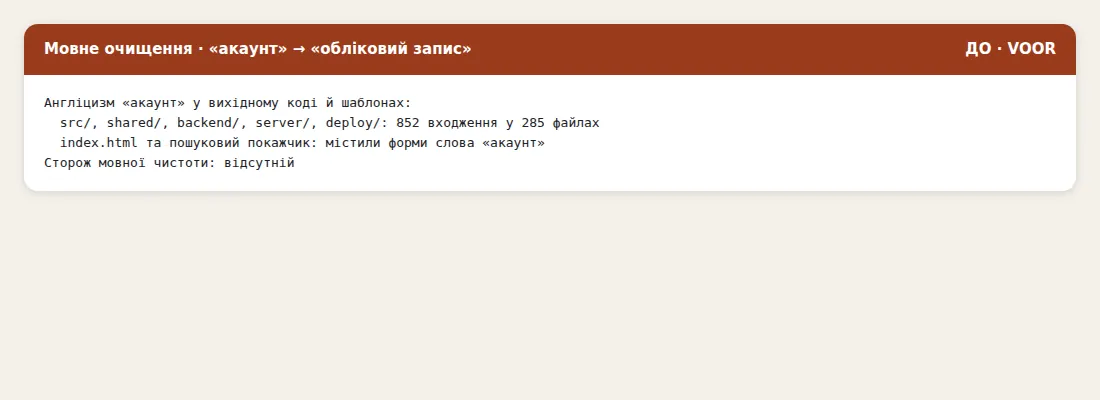 Мовне очищення · «акаунт» → «обліковий запис»
ДО · VOOR
Англіцизм «акаунт» у вихідному коді й шаблонах:
src/, shared/, backend/, server/, deploy/: 852 входження у 285 файлах
index.html та пошуковий покажчик: містили форми слова «акаунт»
Сторож мовної чистоти: відсутній